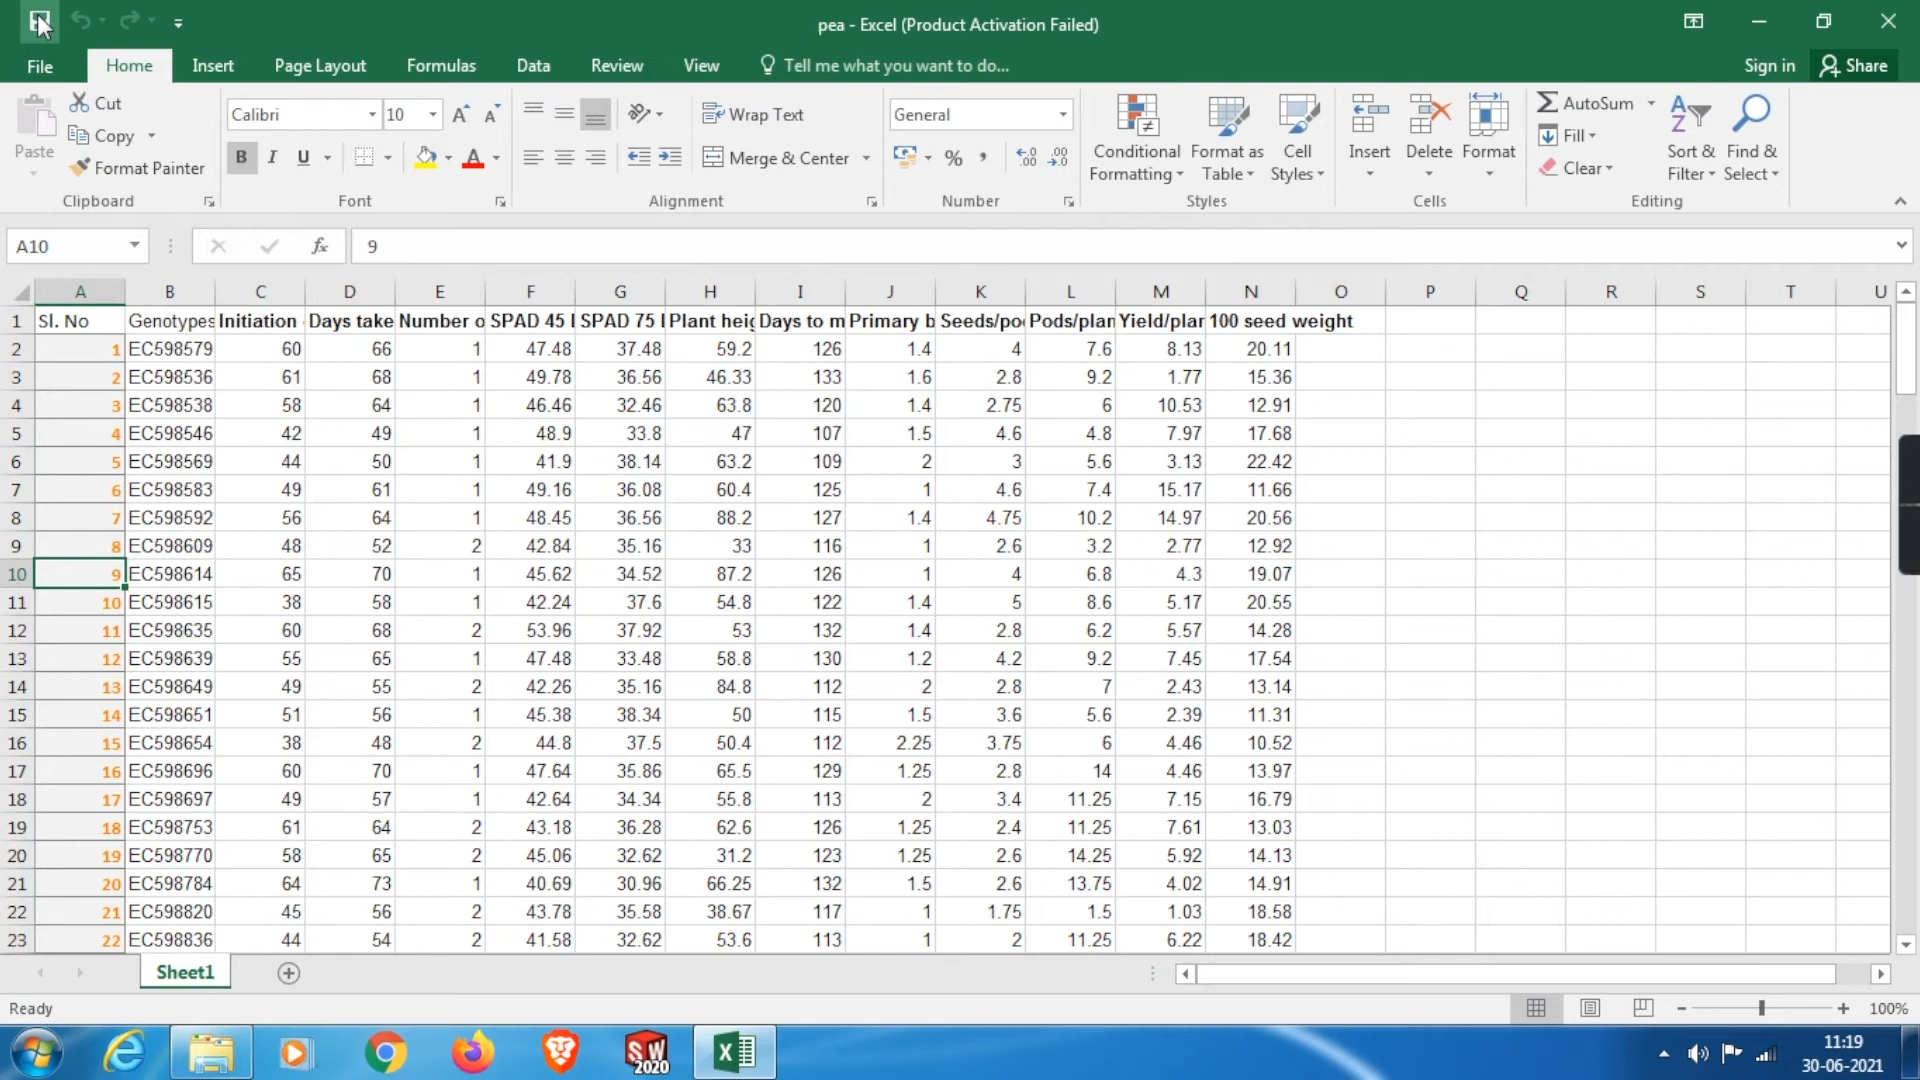 pea - Excel (Product Activation Failed)
File Home Insert Page Layout Formulas Data Review View Tell me what you want to do... Sign in Share
Paste Cut Copy Format Painter Clipboard
Calibri 10 A A B I U A Font
Wrap Text Merge & Center Alignment
General % , .00 .0 Number
Conditional Formatting Format as Table Cell Styles Styles
Insert Delete Format Cells
AutoSum Fill Clear Sort & Filter Find & Select Editing
A10 fx 9
A B C D E F G H I J K L M N O P Q R S T U
1 Sl. No Genotypes Initiation Days take Number o SPAD 45 SPAD 75 Plant heig Days to m Primary b Seeds/po Pods/plan Yield/plan 100 seed weight
2 1 EC598579 60 66 1 47.48 37.48 59.2 126 1.4 4 7.6 8.13 20.11
3 2 EC598536 61 68 1 49.78 36.56 46.33 133 1.6 2.8 9.2 1.77 15.36
4 3 EC598538 58 64 1 46.46 32.46 63.8 120 1.4 2.75 6 10.53 12.91
5 4 EC598546 42 49 1 48.9 33.8 47 107 1.5 4.6 4.8 7.97 17.68
6 5 EC598569 44 50 1 41.9 38.14 63.2 109 2 3 5.6 3.13 22.42
7 6 EC598583 49 61 1 49.16 36.08 60.4 125 1 4.6 7.4 15.17 11.66
8 7 EC598592 56 64 1 48.45 36.56 88.2 127 1.4 4.75 10.2 14.97 20.56
9 8 EC598609 48 52 2 42.84 35.16 33 116 1 2.6 3.2 2.77 12.92
10 9 EC598614 65 70 1 45.62 34.52 87.2 126 1 4 6.8 4.3 19.07
11 10 EC598615 38 58 1 42.24 37.6 54.8 122 1.4 5 8.6 5.17 20.55
12 11 EC598635 60 68 2 53.96 37.92 53 132 1.4 2.8 6.2 5.57 14.28
13 12 EC598639 55 65 1 47.48 33.48 58.8 130 1.2 4.2 9.2 7.45 17.54
14 13 EC598649 49 55 2 42.26 35.16 84.8 112 2 2.8 7 2.43 13.14
15 14 EC598651 51 56 1 45.38 38.34 50 115 1.5 3.6 5.6 2.39 11.31
16 15 EC598654 38 48 2 44.8 37.5 50.4 112 2.25 3.75 6 4.46 10.52
17 16 EC598696 60 70 1 47.64 35.86 65.5 129 1.25 2.8 14 4.46 13.97
18 17 EC598697 49 57 1 42.64 34.34 55.8 113 2 3.4 11.25 7.15 16.79
19 18 EC598753 61 64 2 43.18 36.28 62.6 126 1.25 2.4 11.25 7.61 13.03
20 19 EC598770 58 65 2 45.06 32.62 31.2 123 1.25 2.6 14.25 5.92 14.13
21 20 EC598784 64 73 1 40.69 30.96 66.25 132 1.5 2.6 13.75 4.02 14.91
22 21 EC598820 45 56 2 43.78 35.58 38.67 117 1 1.75 1.5 1.03 18.58
23 22 EC598836 44 54 2 41.58 32.62 53.6 113 1 2 11.25 6.22 18.42
Sheet1
Ready 100%
SW 2020 11:19
30-06-2021